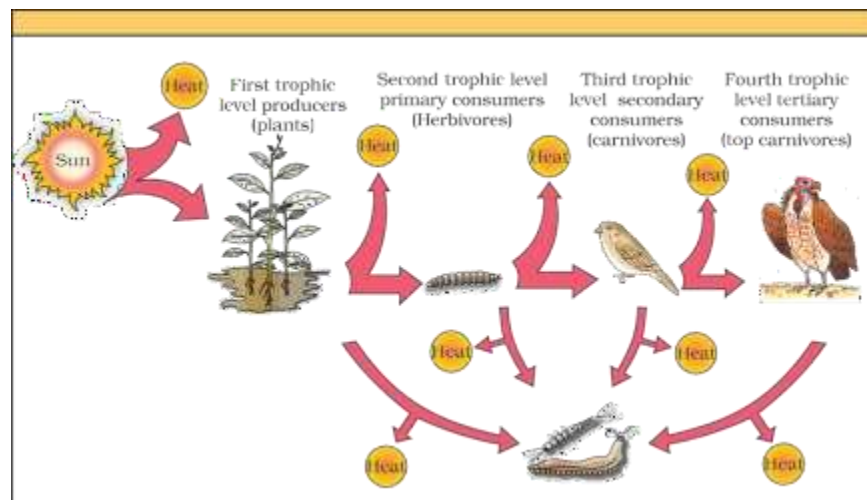 Heat
First trophic
level producers
(plants)
Second trophic level
primary consumers
(Herbivores)
Third trophic
level secondary
consumers
(carnivores)
Fourth trophic
level tertiary
consumers
(top carnivores)
Sun
Heat
Heat
Heat
Heat
Heat
Heat
Heat